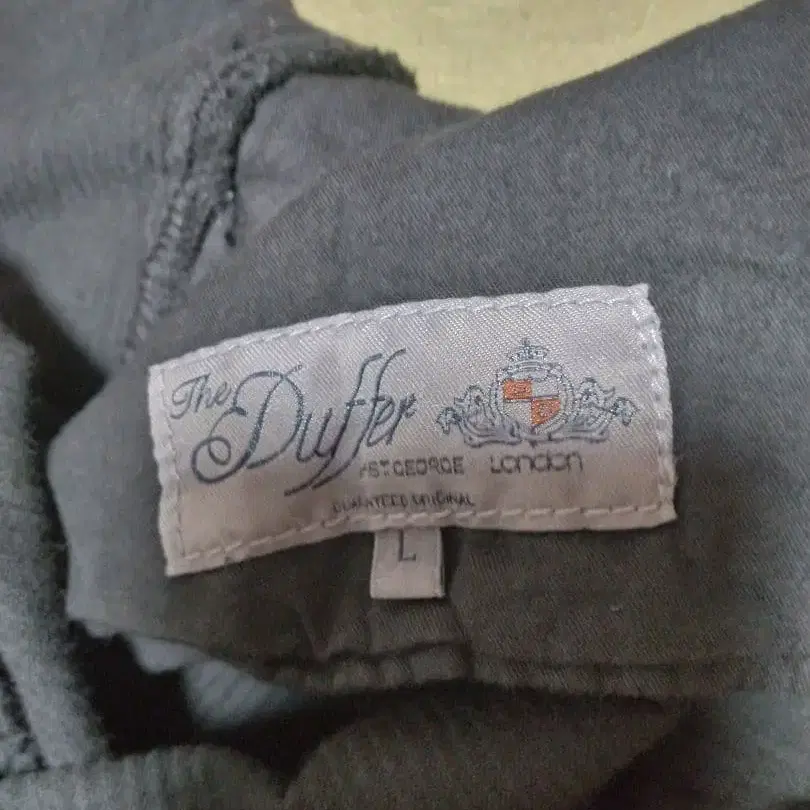 The Duffer
of ST. GEORGE London
GUARANTEED ORIGINAL
L